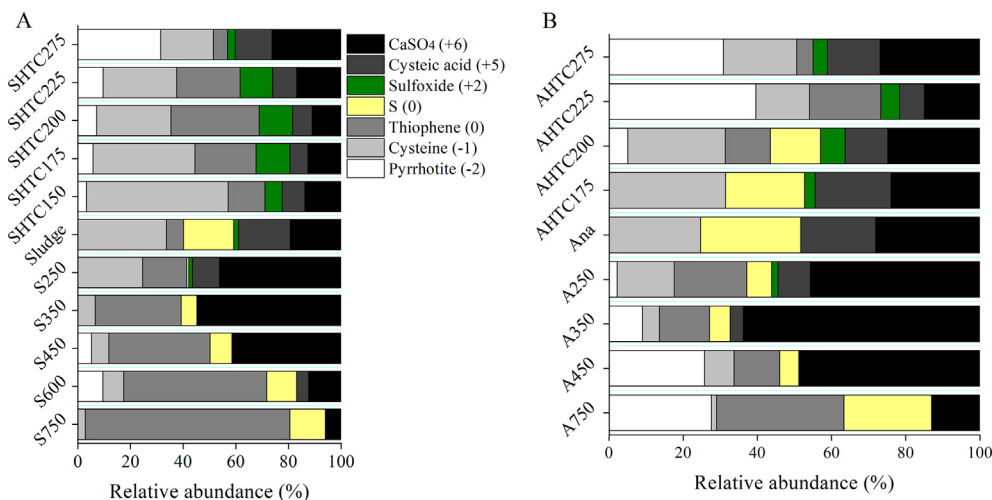 A
SHTC275
SHTC225
SHTC200
SHTC175
SHTC150
Sludge
S250
S350
S450
S600
S750
0 20 40 60 80 100
Relative abundance (%)
CaSO4 (+6)
Cysteic acid (+5)
Sulfoxide (+2)
S (0)
Thiophene (0)
Cysteine (-1)
Pyrrhotite (-2)
B
AHTC275
AHTC225
AHTC200
AHTC175
Ana
A250
A350
A450
A750
0 20 40 60 80 100
Relative abundance (%)